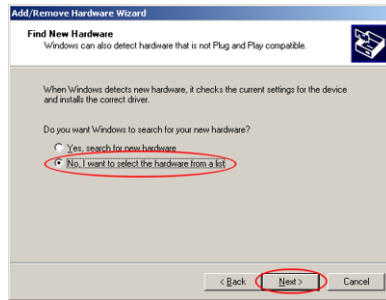 Add/Remove Hardware Wizard
Find New Hardware
Windows can also detect hardware that is not Plug and Play compatible.
When Windows detects new hardware, it checks the current settings for the device
and installs the correct driver.
Do you want Windows to search for your new hardware?
Yes, search for new hardware
No, I want to select the hardware from a list
< Back Next > Cancel